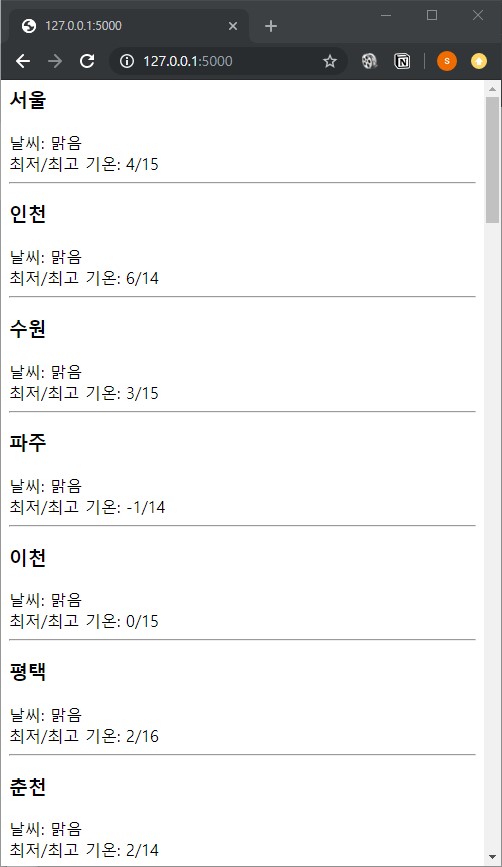 127.0.0.1:5000
127.0.0.1:5000
N
S
서울
날씨: 맑음
최저/최고 기온: 4/15
인천
날씨: 맑음
최저/최고 기온: 6/14
수원
날씨: 맑음
최저/최고 기온: 3/15
파주
날씨: 맑음
최저/최고 기온: -1/14
이천
날씨: 맑음
최저/최고 기온: 0/15
평택
날씨: 맑음
최저/최고 기온: 2/16
춘천
날씨: 맑음
최저/최고 기온: 2/14